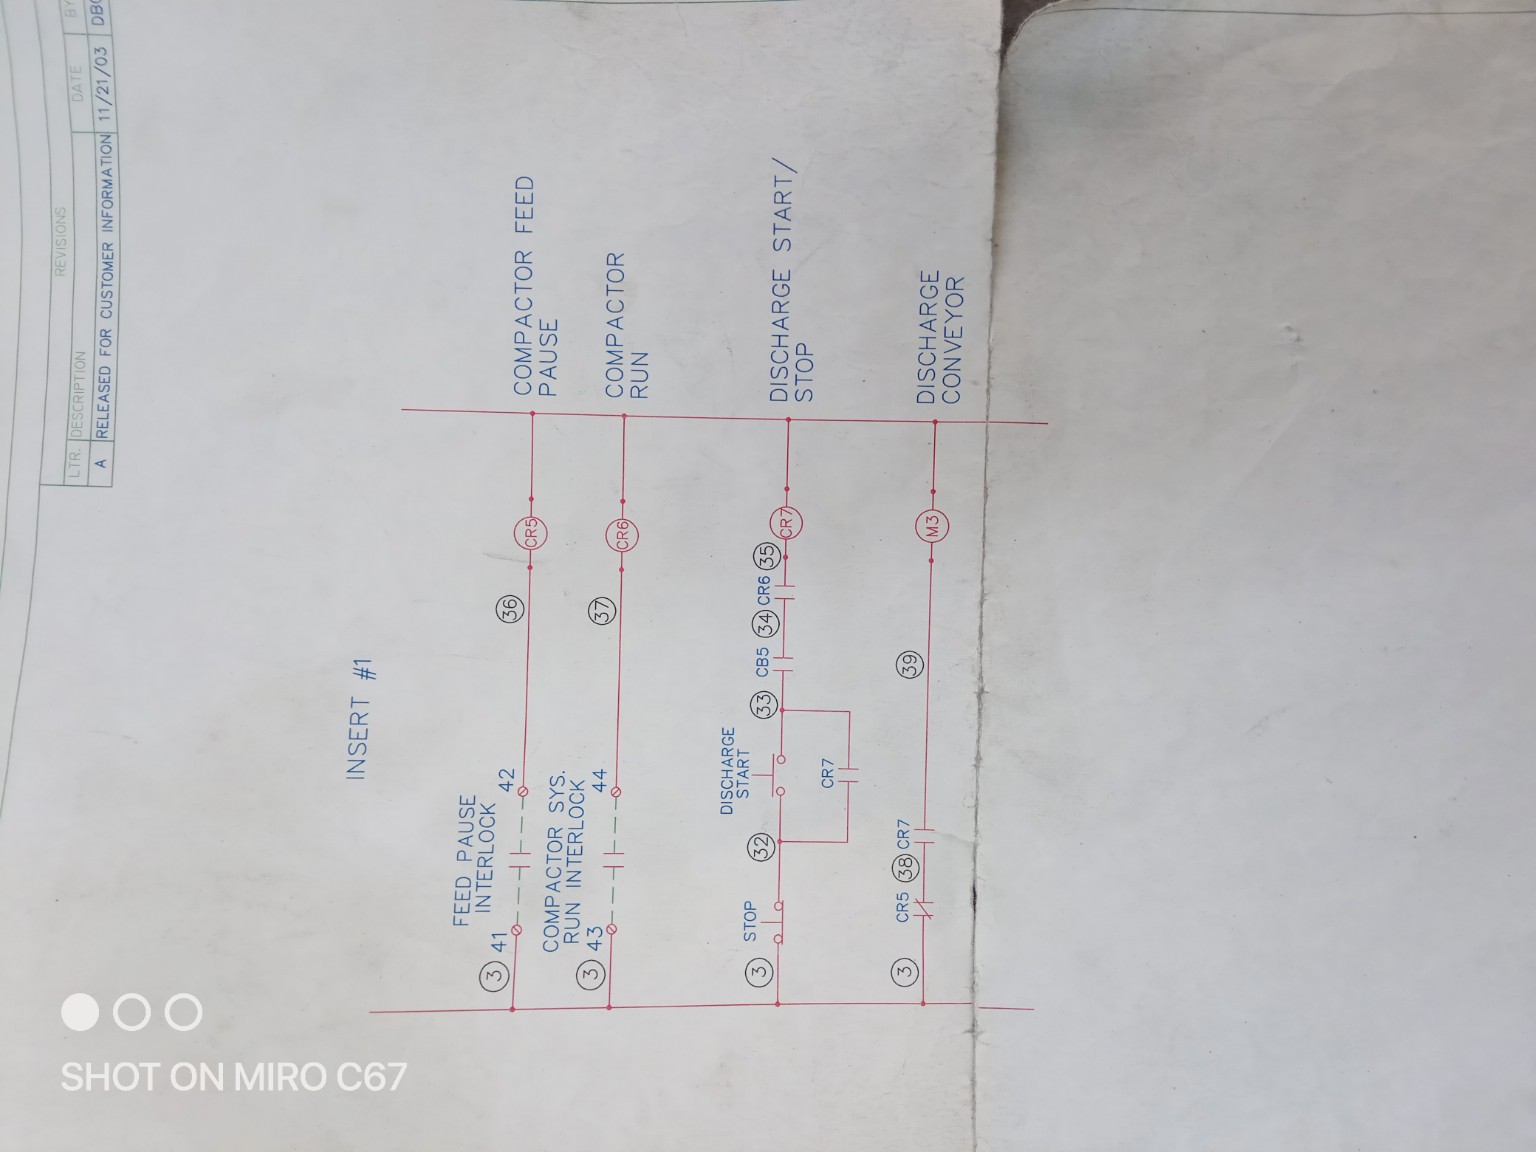 REVISIONS
LTR. DESCRIPTION DATE BY
A RELEASED FOR CUSTOMER INFORMATION 11/21/03
INSERT #1
FEED PAUSE
INTERLOCK
3 41 42 36 CR5
COMPACTOR FEED
PAUSE
COMPACTOR SYS.
RUN INTERLOCK
3 43 44 37 CR6
COMPACTOR
RUN
DISCHARGE
START
STOP
3 32 33 CB5 34 CR6 35 CR7
DISCHARGE START/
STOP
CR7
3 CR5 38 CR7 39 M3
DISCHARGE
CONVEYOR
SHOT ON MIRO C67